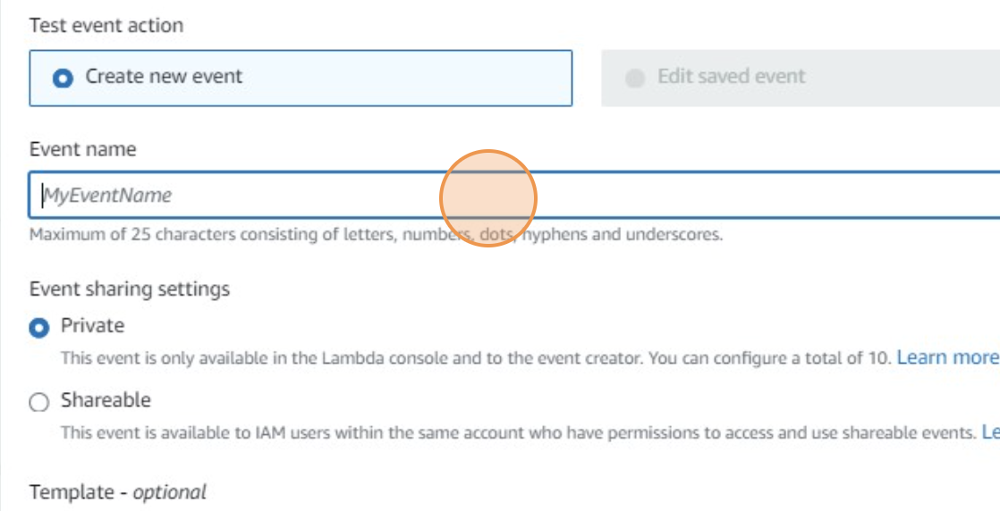 Test event action
Create new event
Edit saved event
Event name
MyEventName
Maximum of 25 characters consisting of letters, numbers, dots, hyphens and underscores.
Event sharing settings
Private
This event is only available in the Lambda console and to the event creator. You can configure a total of 10. Learn more
Shareable
This event is available to IAM users within the same account who have permissions to access and use shareable events. Le
Template - optional